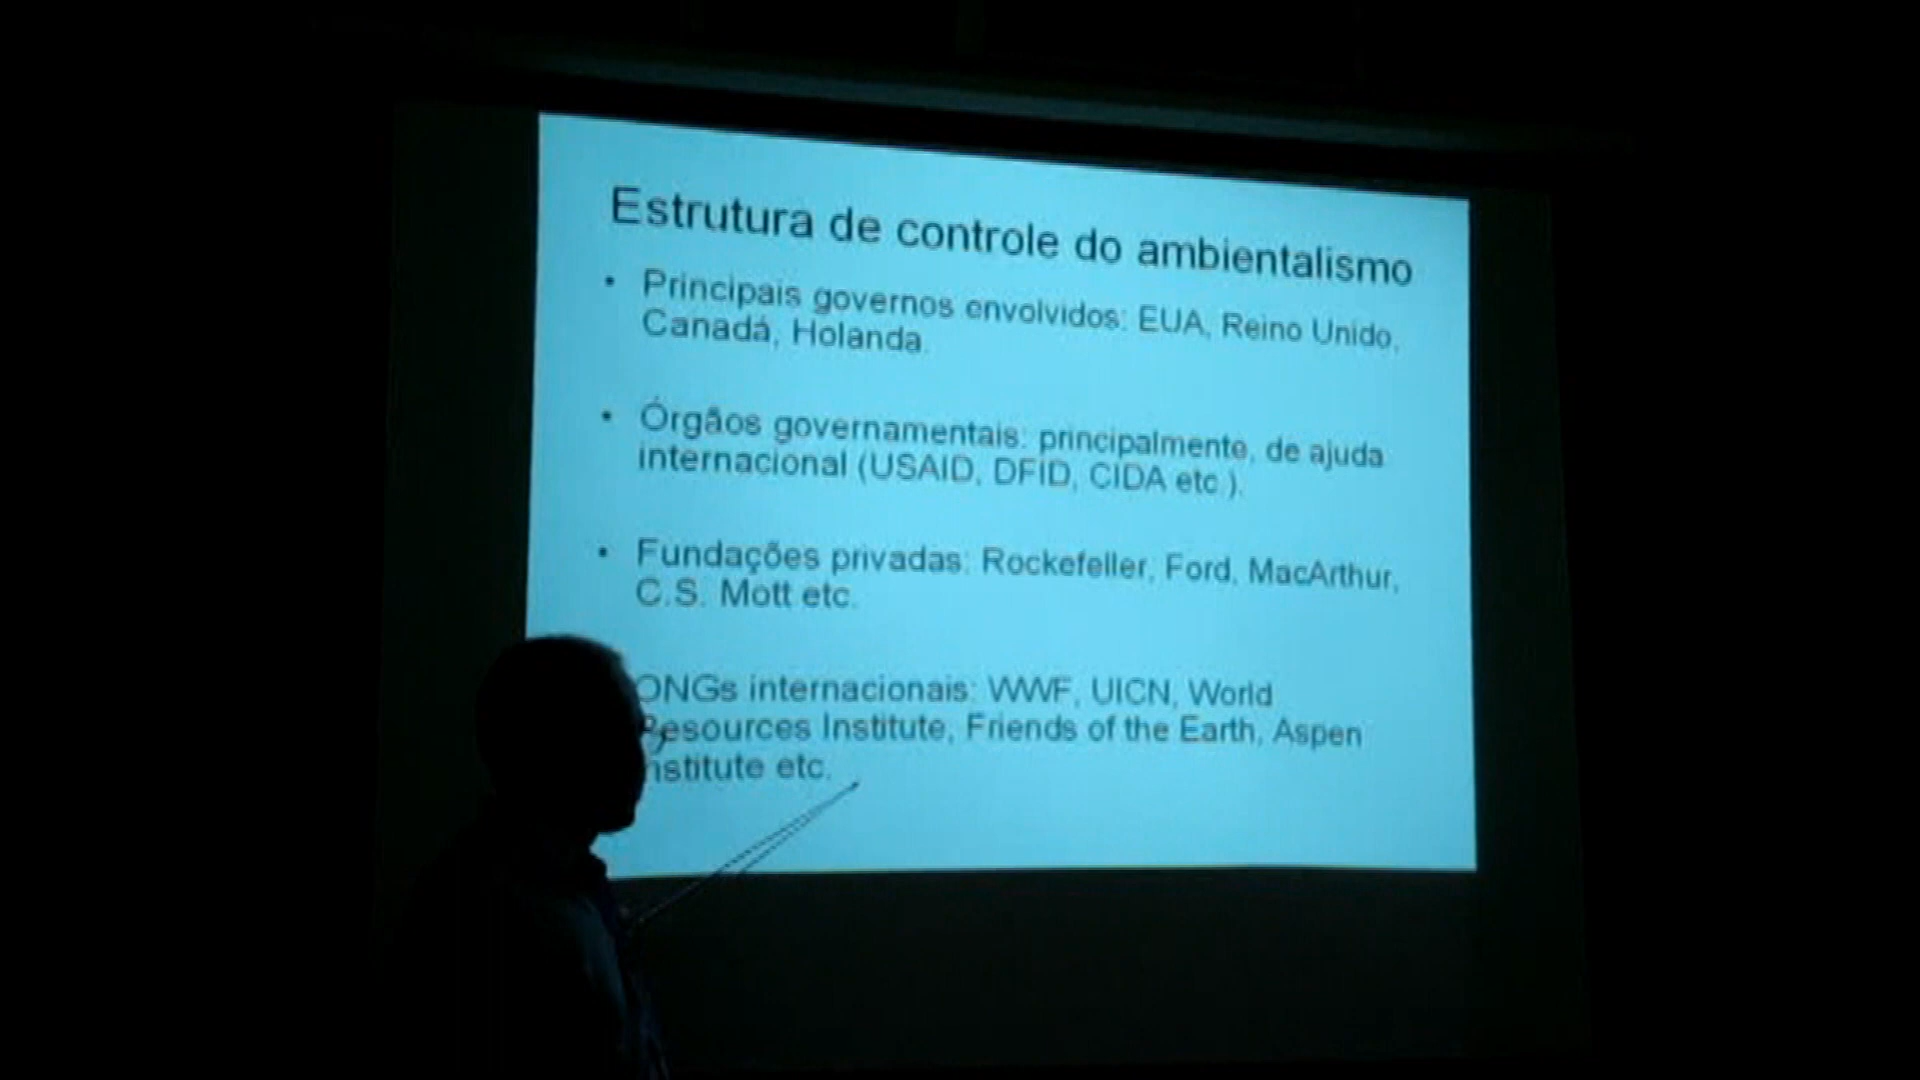 Estrutura de controle do ambientalismo
• Principais governos envolvidos: EUA, Reino Unido,
Canadá, Holanda.
• Órgãos governamentais: principalmente, de ajuda
internacional (USAID, DFID, CIDA etc.).
• Fundações privadas: Rockefeller, Ford, MacArthur,
C.S. Mott etc.
ONGs internacionais: WWF, UICN, World
Resources Institute, Friends of the Earth, Aspen
Institute etc.